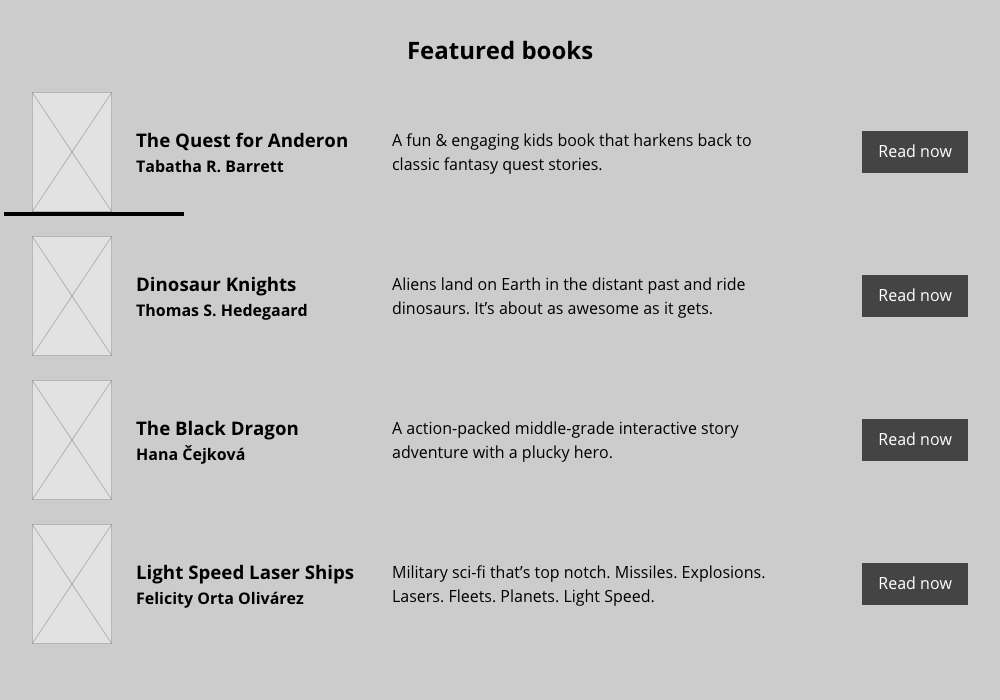 Featured books
The Quest for Anderon
Tabatha R. Barrett
A fun & engaging kids book that harkens back to
classic fantasy quest stories.
Read now
Dinosaur Knights
Thomas S. Hedegaard
Aliens land on Earth in the distant past and ride
dinosaurs. It’s about as awesome as it gets.
Read now
The Black Dragon
Hana Čejková
A action-packed middle-grade interactive story
adventure with a plucky hero.
Read now
Light Speed Laser Ships
Felicity Orta Olivárez
Military sci-fi that’s top notch. Missiles. Explosions.
Lasers. Fleets. Planets. Light Speed.
Read now